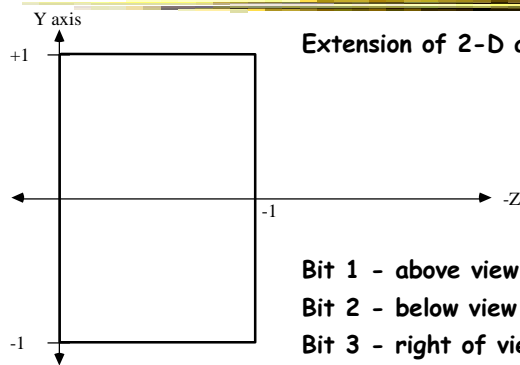 Y axis
Extension of 2-D
+1
-Z
-1
Bit 1 - above view
Bit 2 - below view
Bit 3 - right of
-1